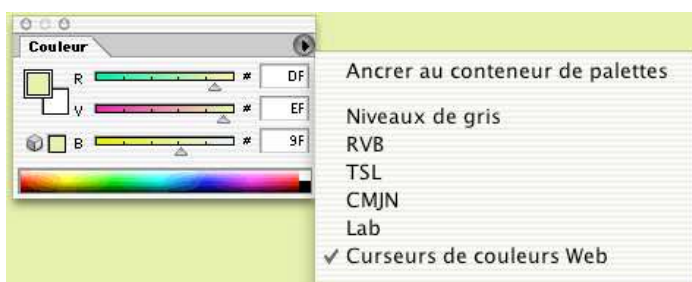 Couleur
R # DF
V # EF
B # 9F
Ancrer au conteneur de palettes
Niveaux de gris
RVB
TSL
CMJN
Lab
✓ Curseurs de couleurs Web